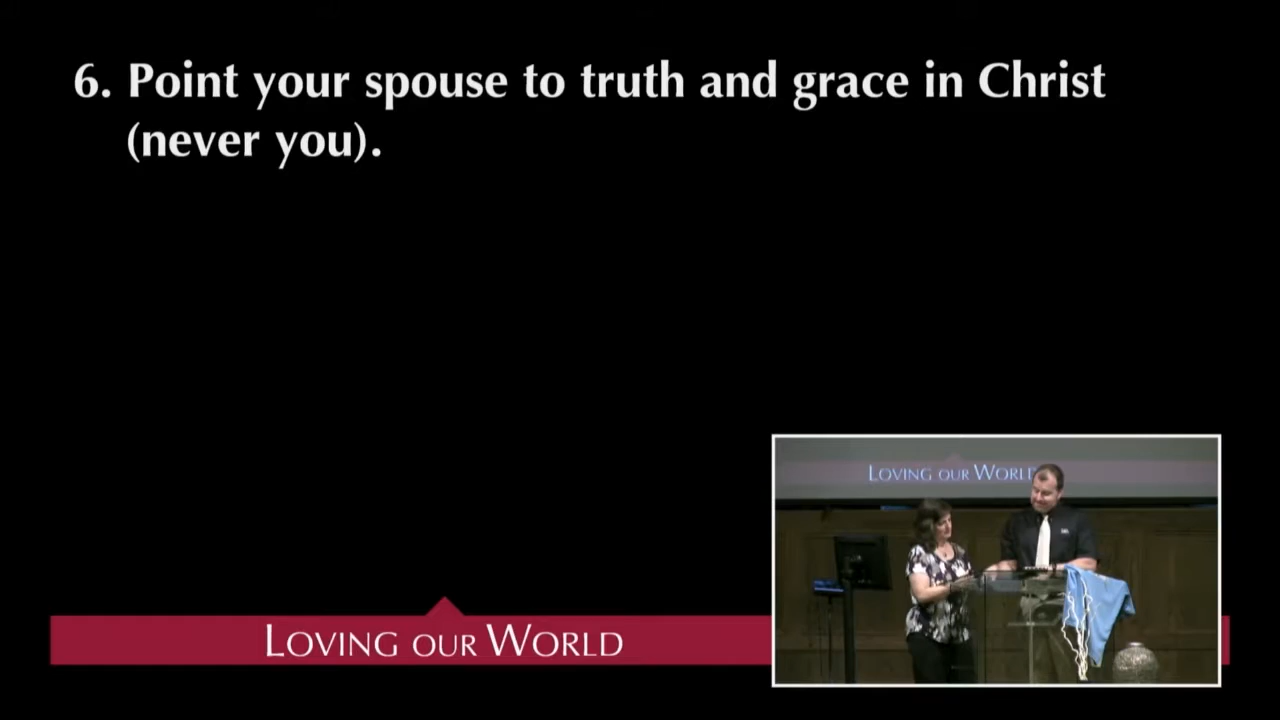 6. Point your spouse to truth and grace in Christ
(never you).
LOVING OUR WORLD
LOVING OUR WORLD